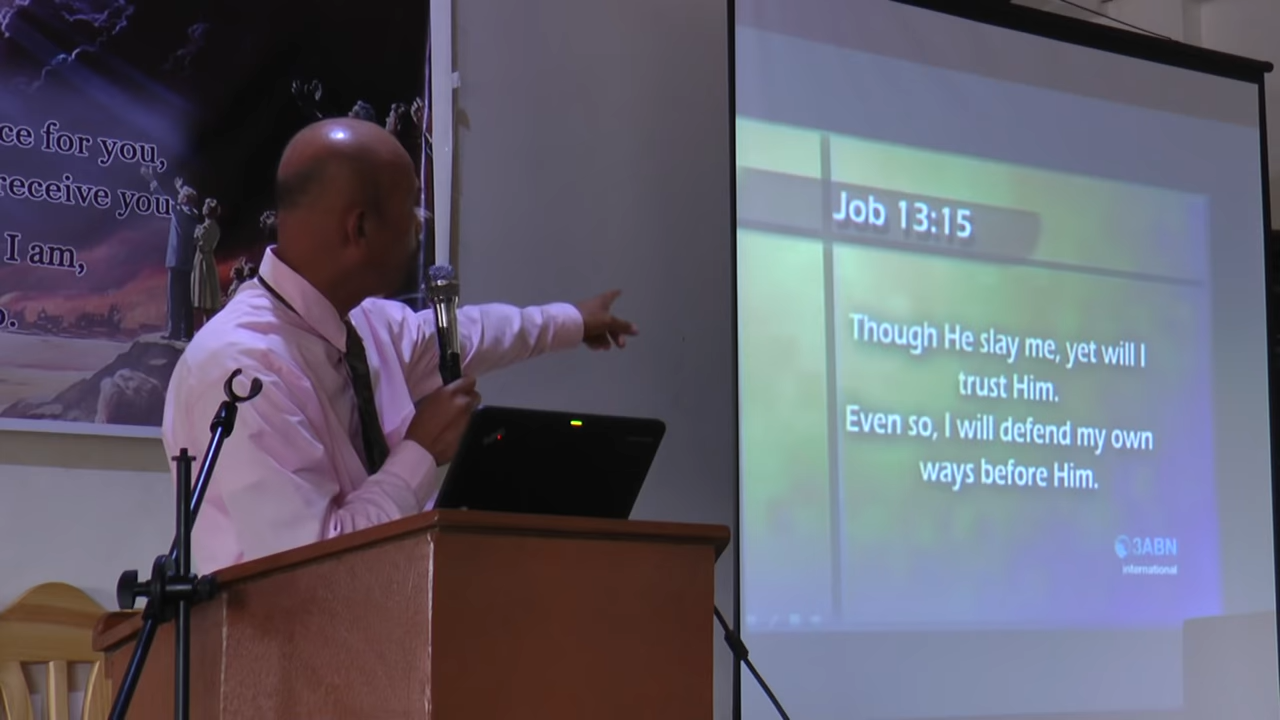 ce for you,
receive you
I am,
Job 13:15
Though He slay me, yet will I
trust Him.
Even so, I will defend my own
ways before Him.
3ABN
international